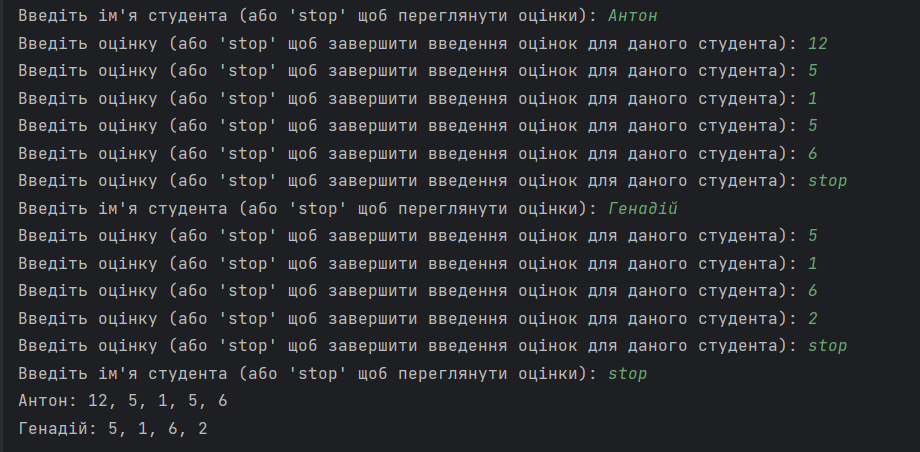 Введіть ім'я студента (або 'stop' щоб переглянути оцінки): Антон
Введіть оцінку (або 'stop' щоб завершити введення оцінок для даного студента): 12
Введіть оцінку (або 'stop' щоб завершити введення оцінок для даного студента): 5
Введіть оцінку (або 'stop' щоб завершити введення оцінок для даного студента): 1
Введіть оцінку (або 'stop' щоб завершити введення оцінок для даного студента): 5
Введіть оцінку (або 'stop' щоб завершити введення оцінок для даного студента): 6
Введіть оцінку (або 'stop' щоб завершити введення оцінок для даного студента): stop
Введіть ім'я студента (або 'stop' щоб переглянути оцінки): Генадій
Введіть оцінку (або 'stop' щоб завершити введення оцінок для даного студента): 5
Введіть оцінку (або 'stop' щоб завершити введення оцінок для даного студента): 1
Введіть оцінку (або 'stop' щоб завершити введення оцінок для даного студента): 6
Введіть оцінку (або 'stop' щоб завершити введення оцінок для даного студента): 2
Введіть оцінку (або 'stop' щоб завершити введення оцінок для даного студента): stop
Введіть ім'я студента (або 'stop' щоб переглянути оцінки): stop
Антон: 12, 5, 1, 5, 6
Генадій: 5, 1, 6, 2